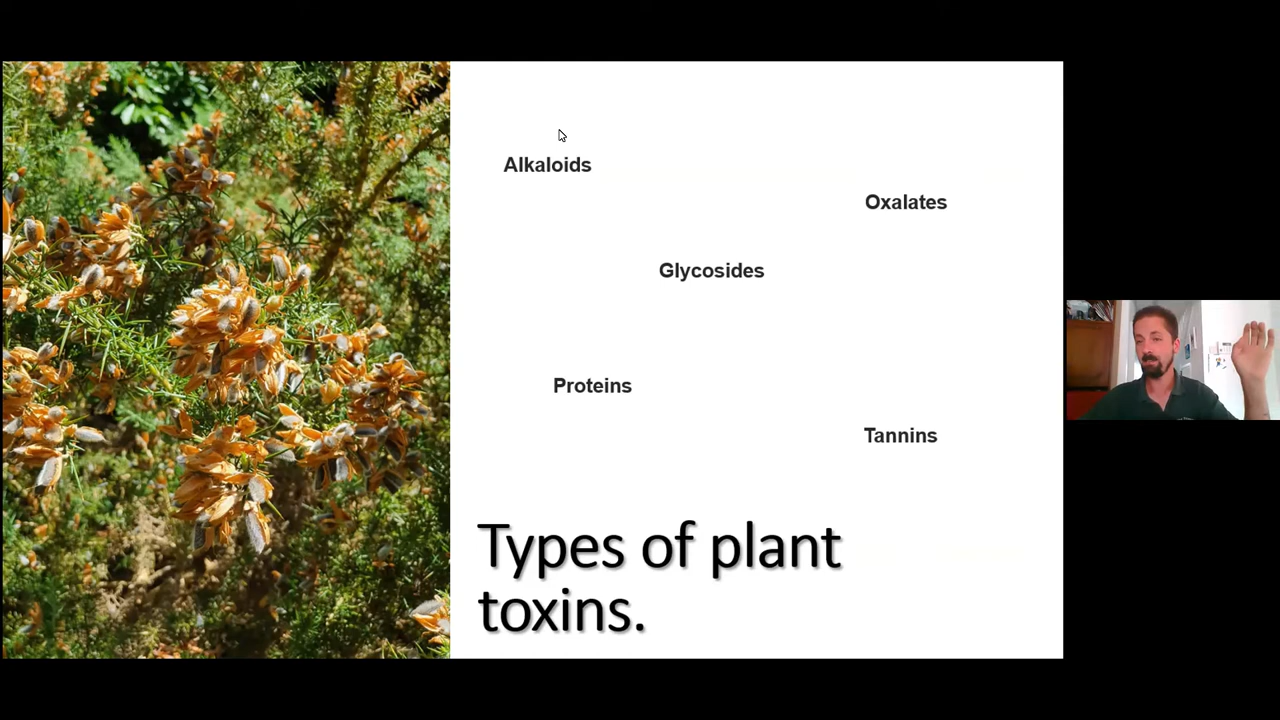 Alkaloids
Oxalates
Glycosides
Proteins
Tannins
Types of plant
toxins.